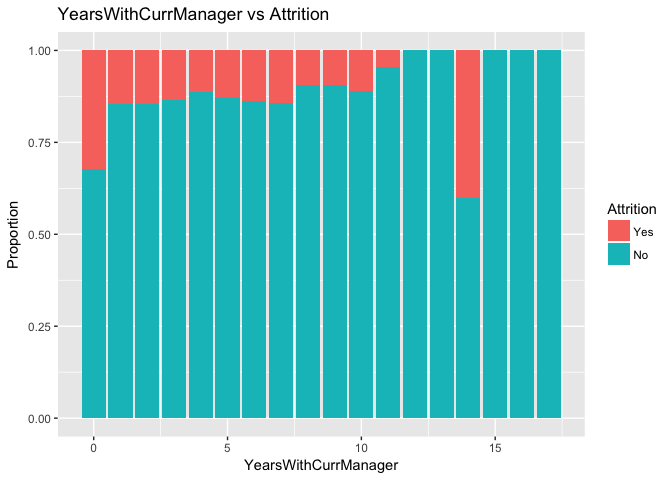 YearsWithCurrManager vs Attrition
1.00
0.75
0.50
0.25
0.00
Proportion
0 5 10 15
YearsWithCurrManager
Attrition
Yes
No